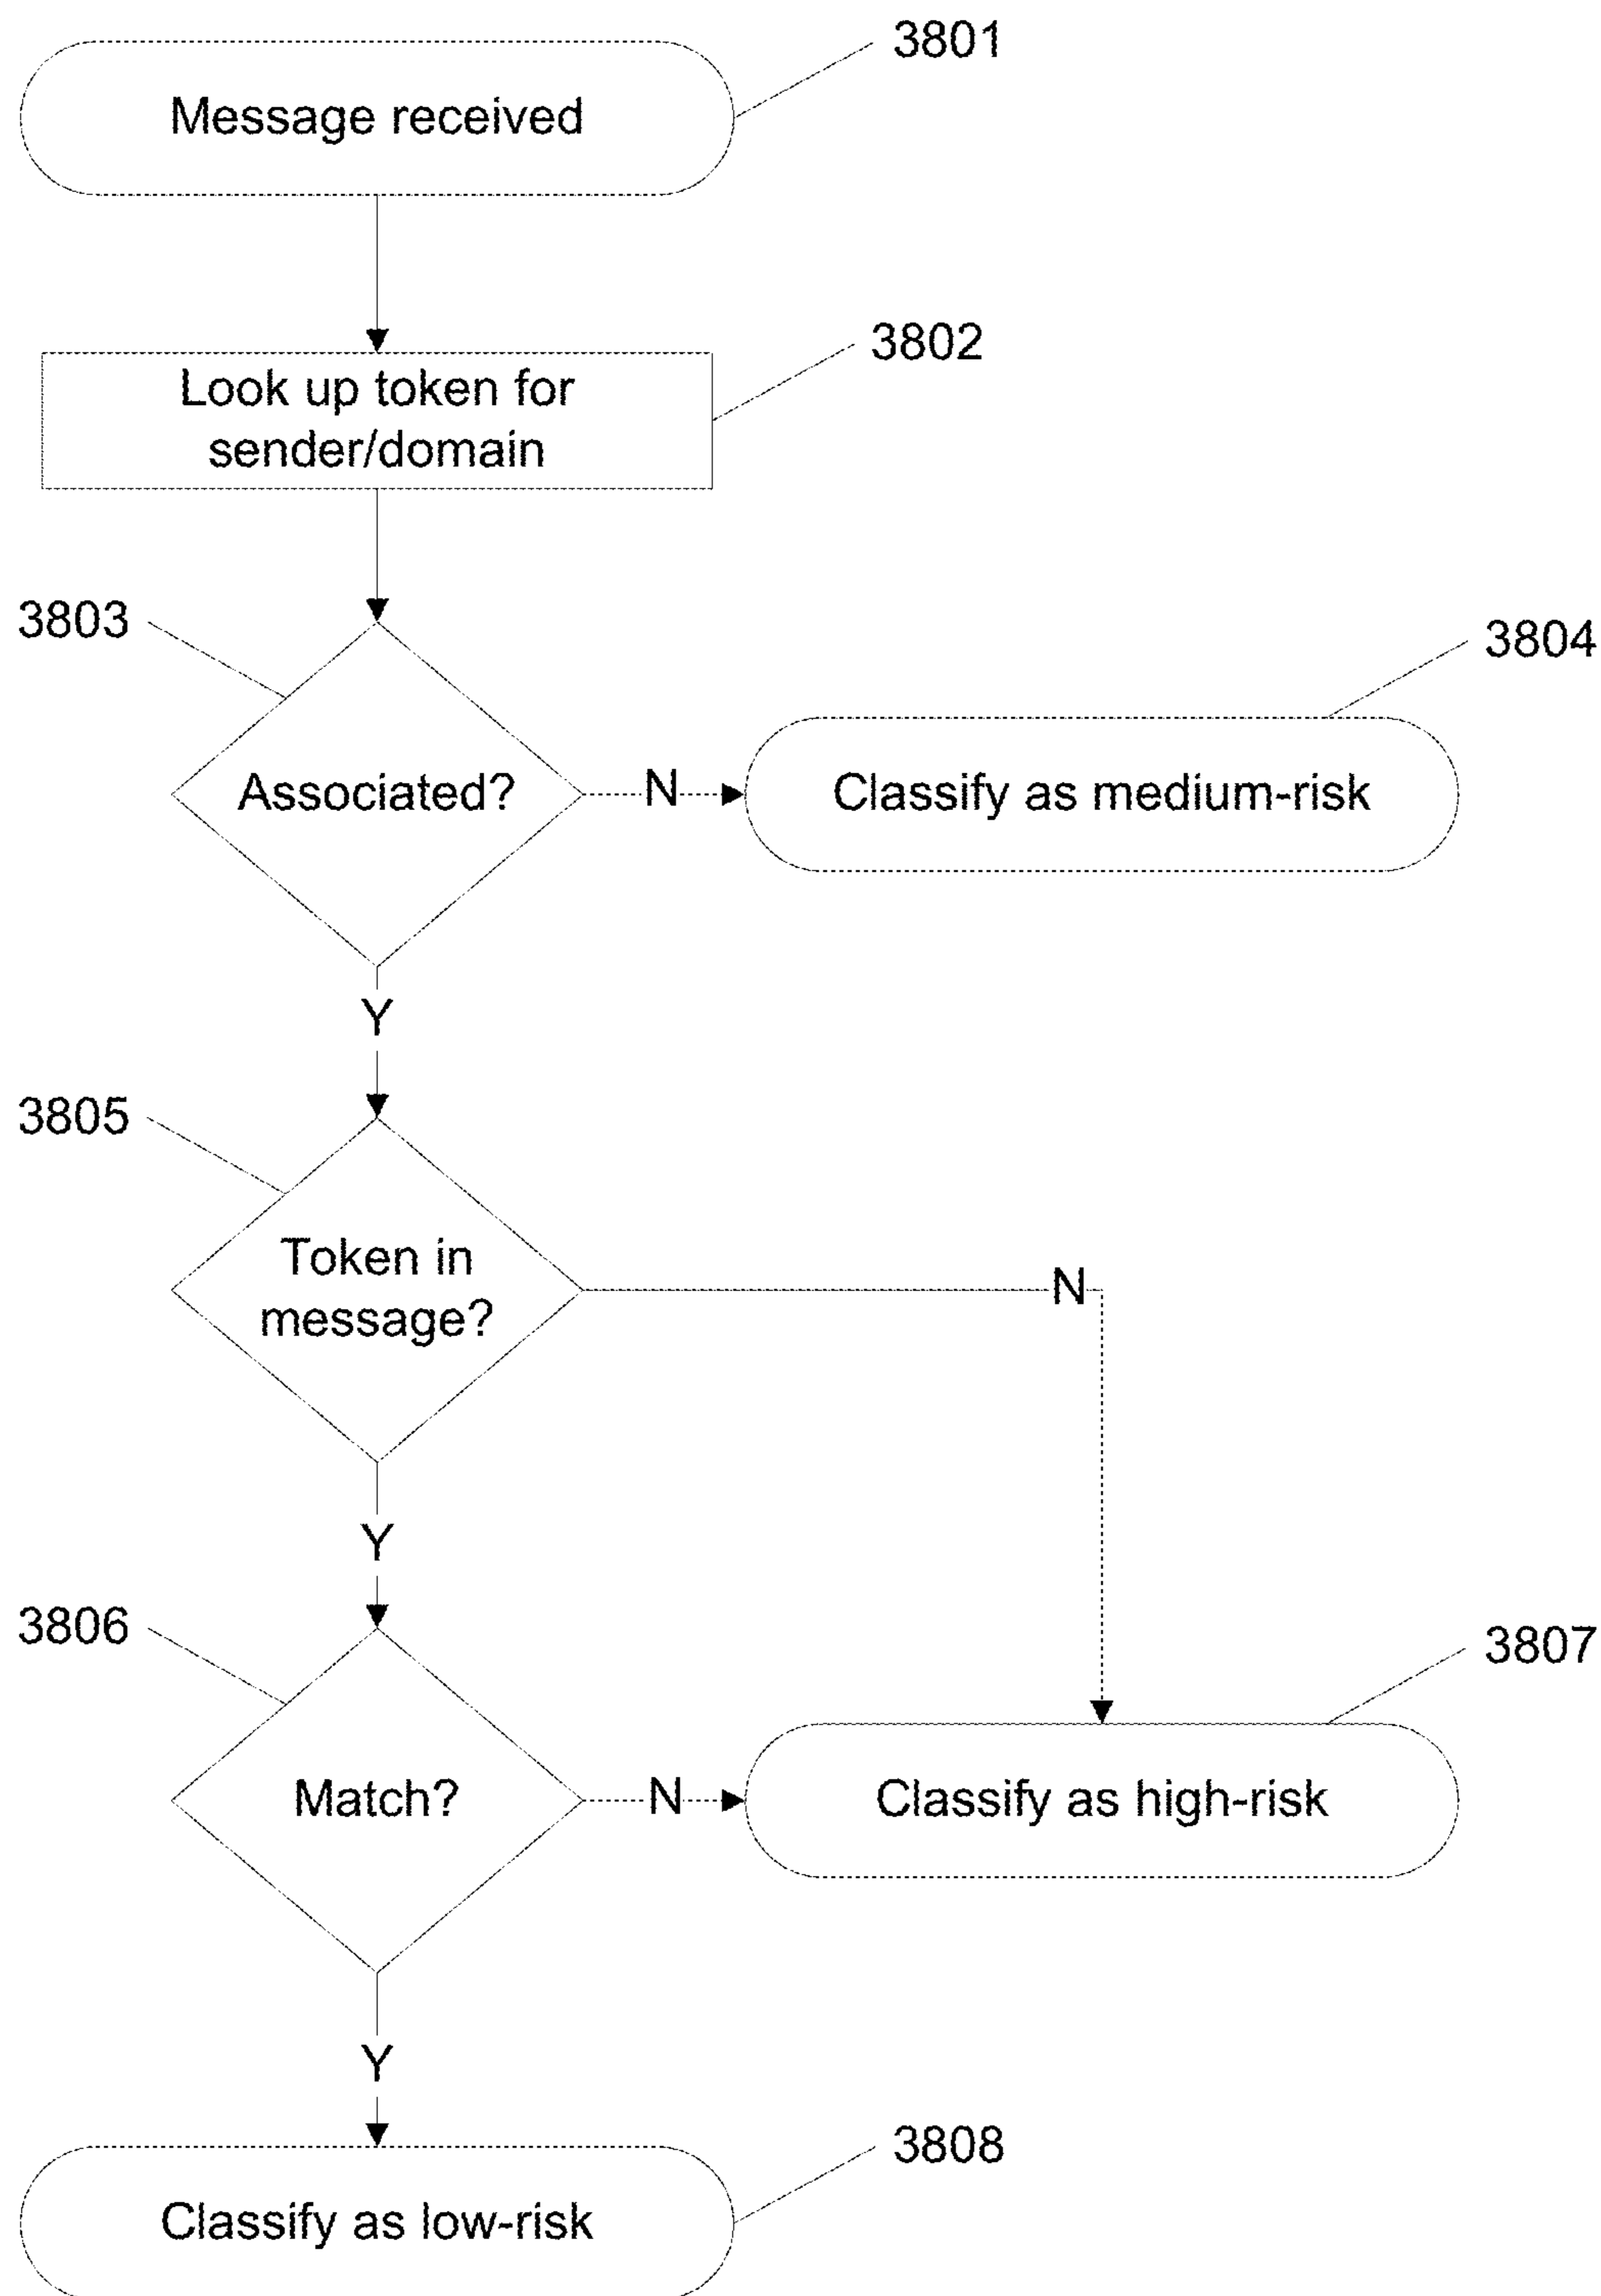 3801
Message received
3802
Look up token for
sender/domain
3803
3804
Associated?
N
Classify as medium-risk
Y
3805
Token in
message?
N
Y
3806
3807
Match?
N
Classify as high-risk
Y
3808
Classify as low-risk